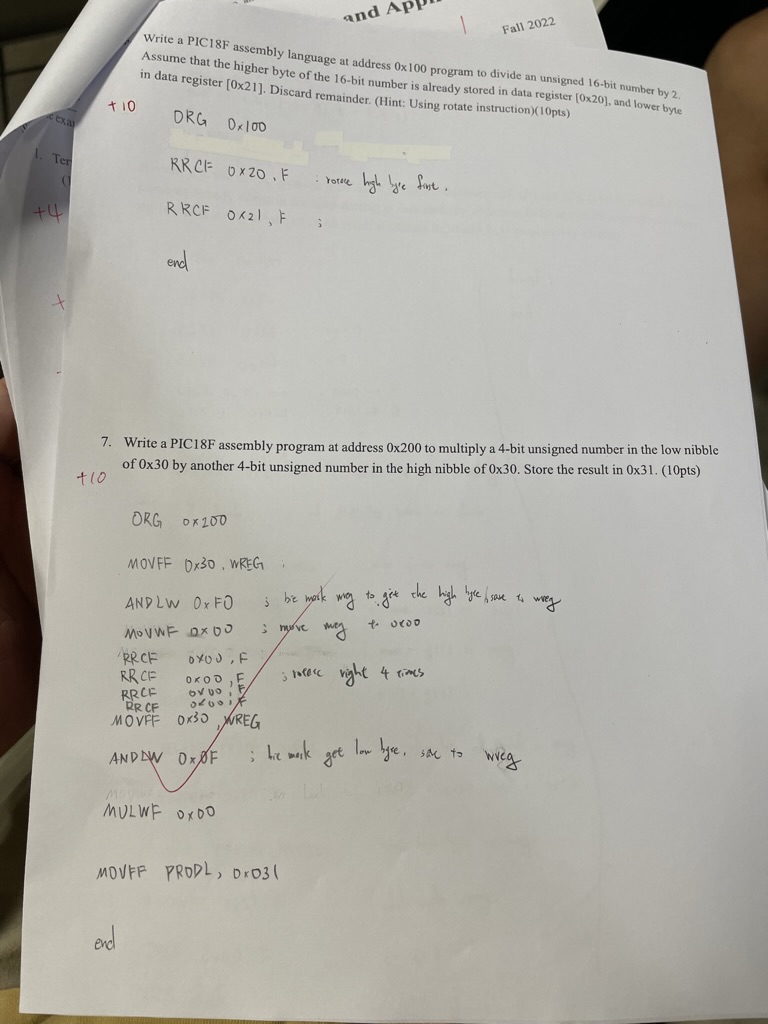 and App
Fall 2022
Write a PIC18F assembly language at address 0x100 program to divide an unsigned 16-bit number by 2.
Assume that the higher byte of the 16-bit number is already stored in data register [0x20], and lower byte
in data register [0x21]. Discard remainder. (Hint: Using rotate instruction)(10pts)
+10
ORG 0x100
1. Ter
RRCF 0x20, F ; rotate high byte first.
+4
RRCF 0x21, F ;
end
+
7. Write a PIC18F assembly program at address 0x200 to multiply a 4-bit unsigned number in the low nibble
of 0x30 by another 4-bit unsigned number in the high nibble of 0x30. Store the result in 0x31. (10pts)
+10
ORG 0x200
MOVFF 0x30, WREG ;
ANDLW 0xF0 ; bit mask wreg to get the high byte, save to wreg
MOVWF 0x00 ; move wreg to 0x00
RRCF 0x00, F
RRCF 0x00, F ; rotate right 4 times
RRCF 0x00, F
RRCF 0x00, F
MOVFF 0x30, WREG
ANDLW 0x0F ; bit mask get low byte, save to wreg
MULWF 0x00
MOVFF PRODL, 0x031
end